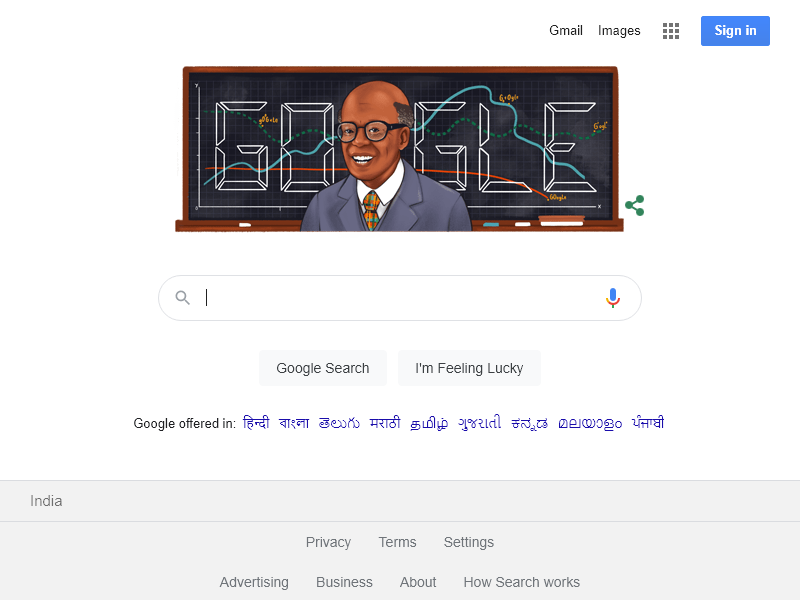 Gmail Images Sign in
GOOGLE
Google Search I'm Feeling Lucky
Google offered in: हिन्दी বাংলা తెలుగు मराठी தமிழ் ગુજરાતી ಕನ್ನಡ മലയാളം ਪੰਜਾਬੀ
India
Privacy Terms Settings
Advertising Business About How Search works